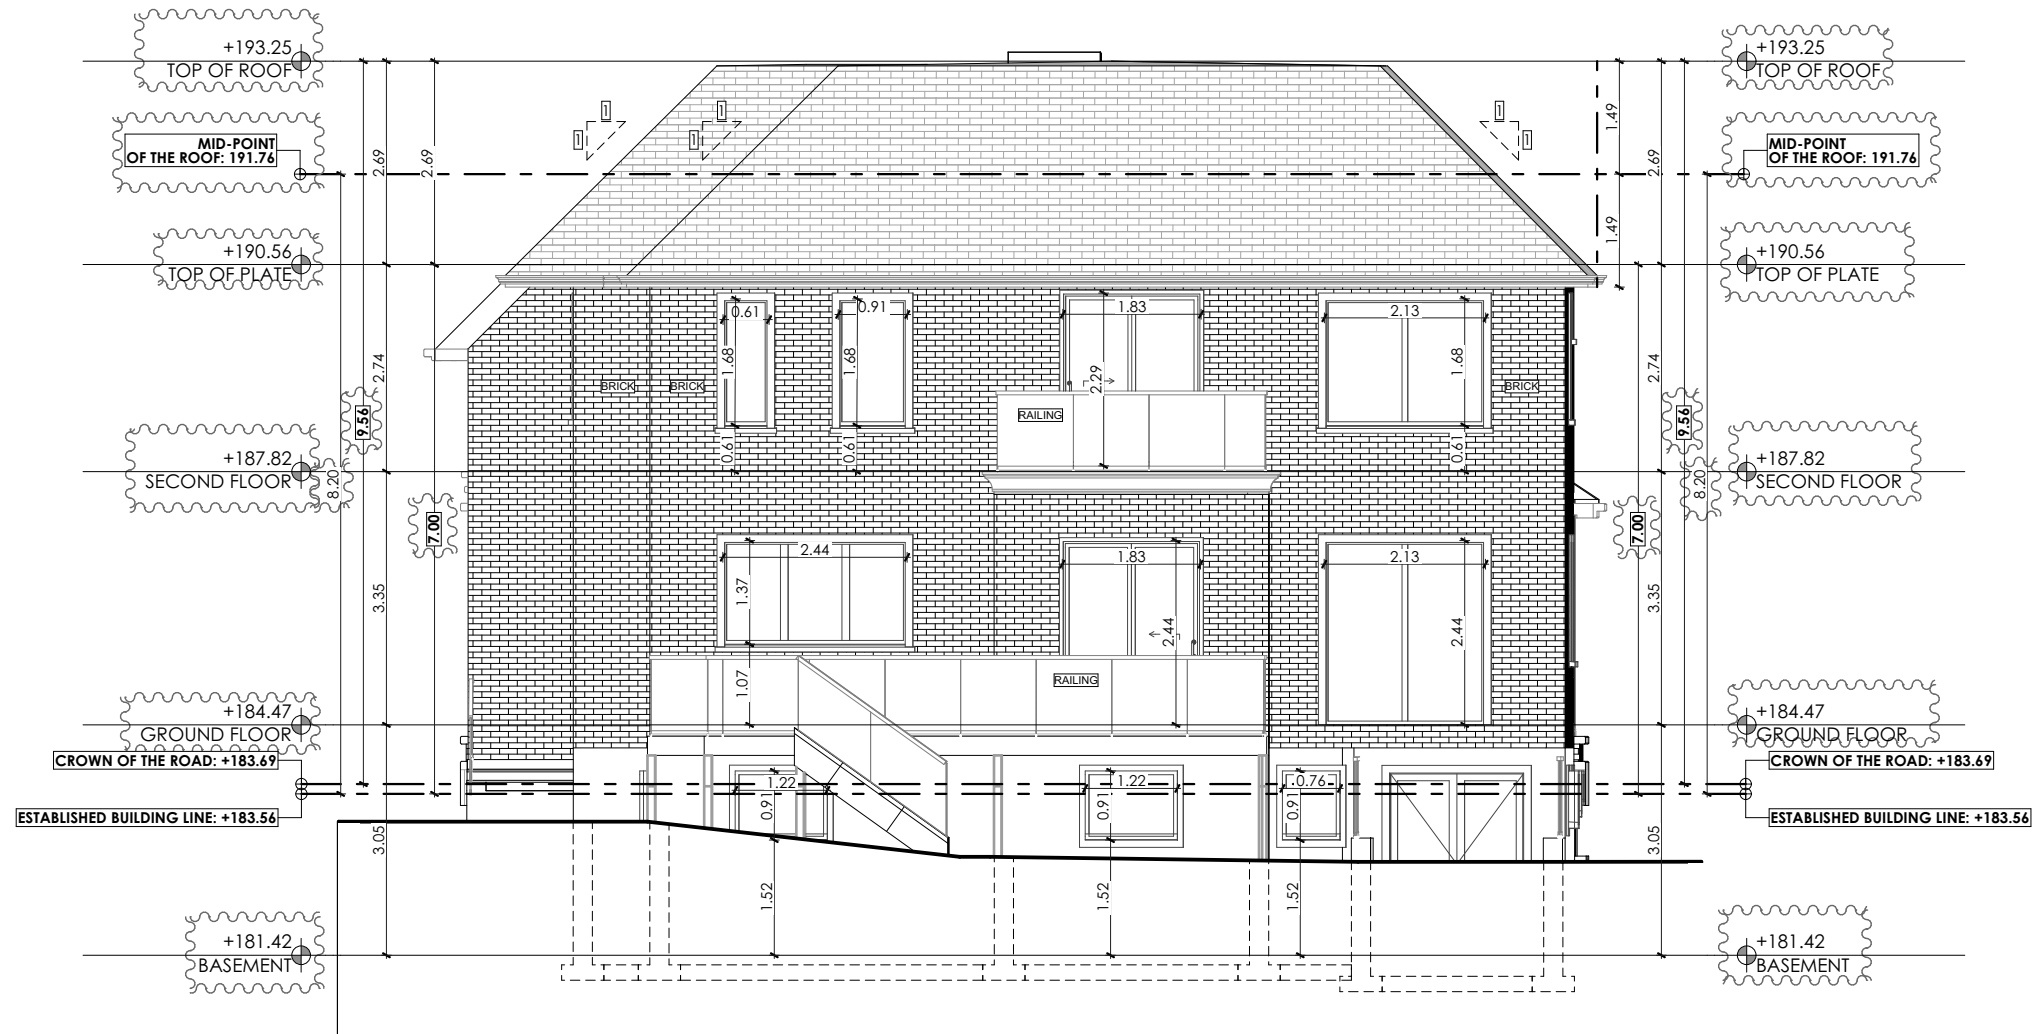 +193.25
TOP OF ROOF
+193.25
TOP OF ROOF
1
1
1
1
1
1
1.49
MID-POINT
OF THE ROOF: 191.76
MID-POINT
OF THE ROOF: 191.76
2.69
2.69
2.69
1.49
+190.56
TOP OF PLATE
+190.56
TOP OF PLATE
0.61
0.91
1.83
2.13
1.68
1.68
2.29
1.68
2.74
2.74
BRICK
BRICK
BRICK
RAILING
9.56
9.56
0.61
0.61
0.61
+187.82
SECOND FLOOR
+187.82
SECOND FLOOR
8.20
8.20
7.00
7.00
2.44
1.83
2.13
1.37
2.44
2.44
3.35
3.35
1.07
RAILING
+184.47
GROUND FLOOR
+184.47
GROUND FLOOR
CROWN OF THE ROAD: +183.69
CROWN OF THE ROAD: +183.69
1.22
1.22
0.76
0.91
0.91
0.91
ESTABLISHED BUILDING LINE: +183.56
ESTABLISHED BUILDING LINE: +183.56
3.05
3.05
1.52
1.52
1.52
+181.42
BASEMENT
+181.42
BASEMENT